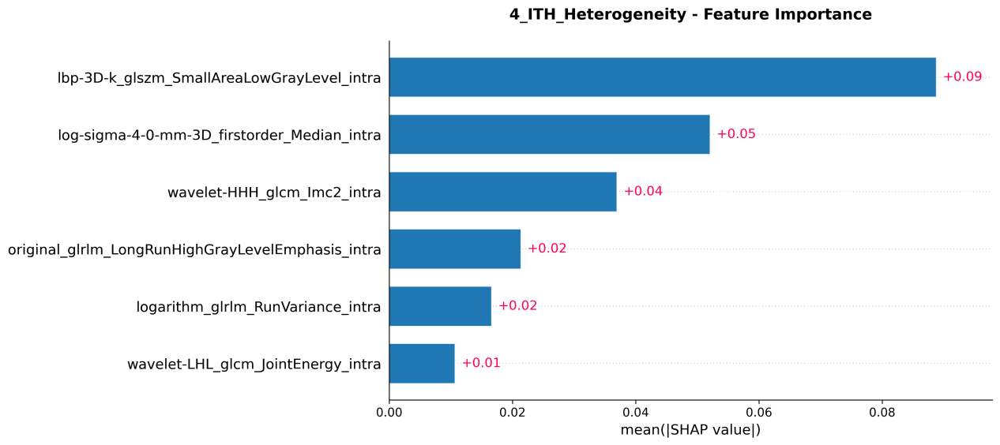 4_ITH_Heterogeneity - Feature Importance
lbp-3D-k_glszm_SmallAreaLowGrayLevel_intra
+0.09
log-sigma-4-0-mm-3D_firstorder_Median_intra
+0.05
wavelet-HHH_glcm_Imc2_intra
+0.04
original_glrlm_LongRunHighGrayLevelEmphasis_intra
+0.02
logarithm_glrlm_RunVariance_intra
+0.02
wavelet-LHL_glcm_JointEnergy_intra
+0.01
0.00 0.02 0.04 0.06 0.08
mean(|SHAP value|)